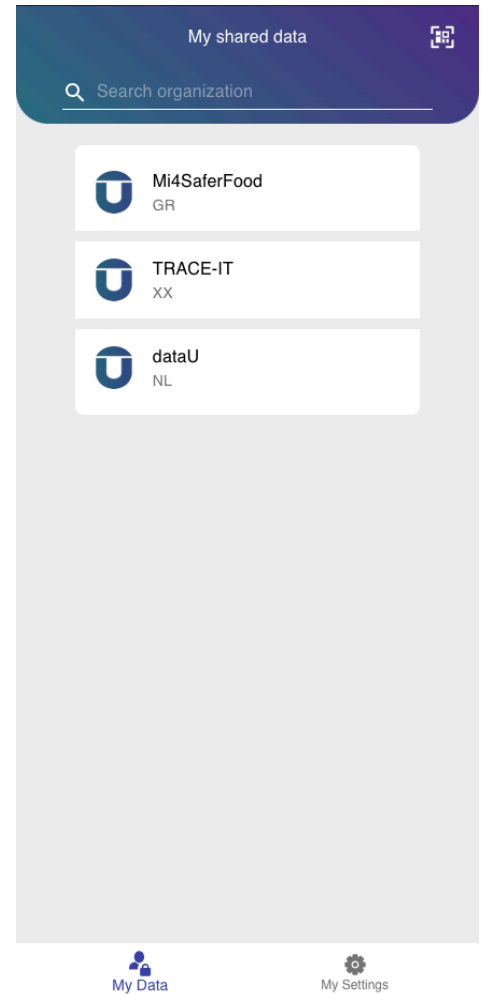 My shared data
Search organization
Mi4SaferFood
GR
TRACE-IT
XX
dataU
NL
My Data
My Settings